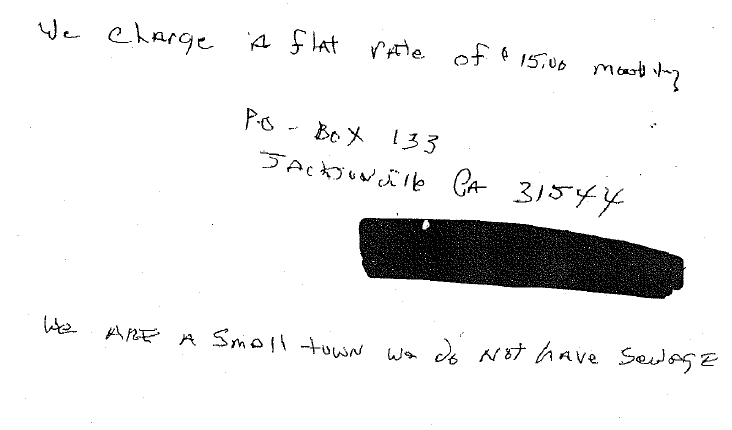 We charge A flAt rAte of $15.00 monthly
P.O - Box 133
JAcksonville GA 31544
We ARE A SmAll town we do Not hAve SewagE